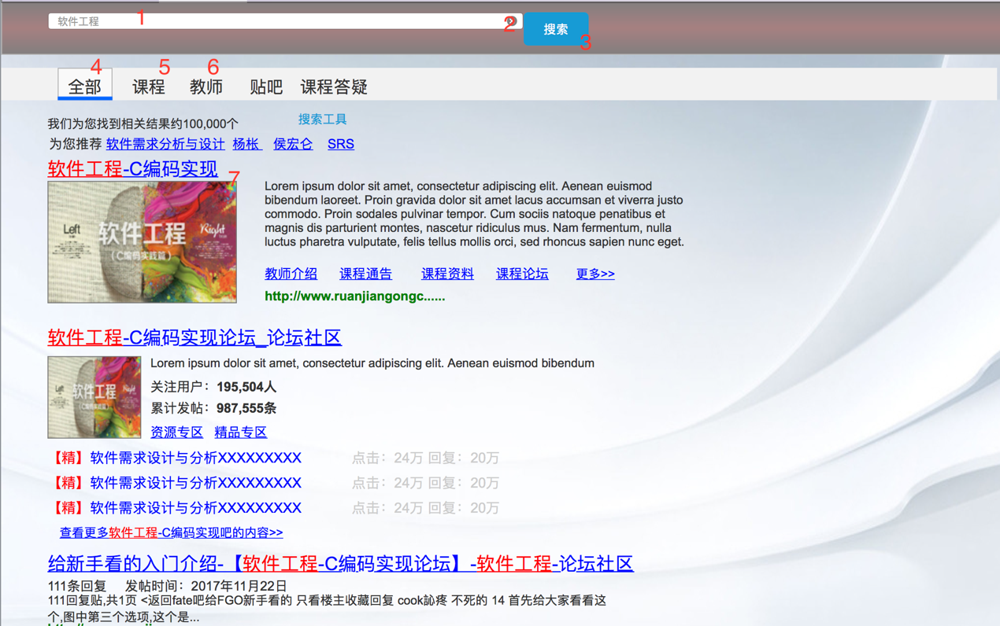 软件工程 1
2
搜索
3
4 5 6
全部 课程 教师 贴吧 课程答疑
我们为您找到相关结果约100,000个 搜索工具
为您推荐 软件需求分析与设计 杨枨 侯宏仑 SRS
软件工程-C编码实现 7
Left 软件工程 Right
（C编码实践篇）
Lorem ipsum dolor sit amet, consectetur adipiscing elit. Aenean euismod
bibendum laoreet. Proin gravida dolor sit amet lacus accumsan et viverra justo
commodo. Proin sodales pulvinar tempor. Cum sociis natoque penatibus et
magnis dis parturient montes, nascetur ridiculus mus. Nam fermentum, nulla
luctus pharetra vulputate, felis tellus mollis orci, sed rhoncus sapien nunc eget.
教师介绍 课程通告 课程资料 课程论坛 更多>>
http://www.ruanjiangongc......
软件工程-C编码实现论坛_论坛社区
Left 软件工程 Right
Lorem ipsum dolor sit amet, consectetur adipiscing elit. Aenean euismod bibendum
关注用户：195,504人
累计发帖：987,555条
资源专区 精品专区
【精】软件需求设计与分析XXXXXXXXX 点击：24万 回复：20万
【精】软件需求设计与分析XXXXXXXXX 点击：24万 回复：20万
【精】软件需求设计与分析XXXXXXXXX 点击：24万 回复：20万
查看更多软件工程-C编码实现吧的内容>>
给新手看的入门介绍-【软件工程-C编码实现论坛】-软件工程-论坛社区
111条回复 发帖时间：2017年11月22日
111回复贴,共1页 <返回fate吧给FGO新手看的 只看楼主收藏回复 cook訫疼 不死的 14 首先给大家看看这
个,图中第三个选项,这个是...